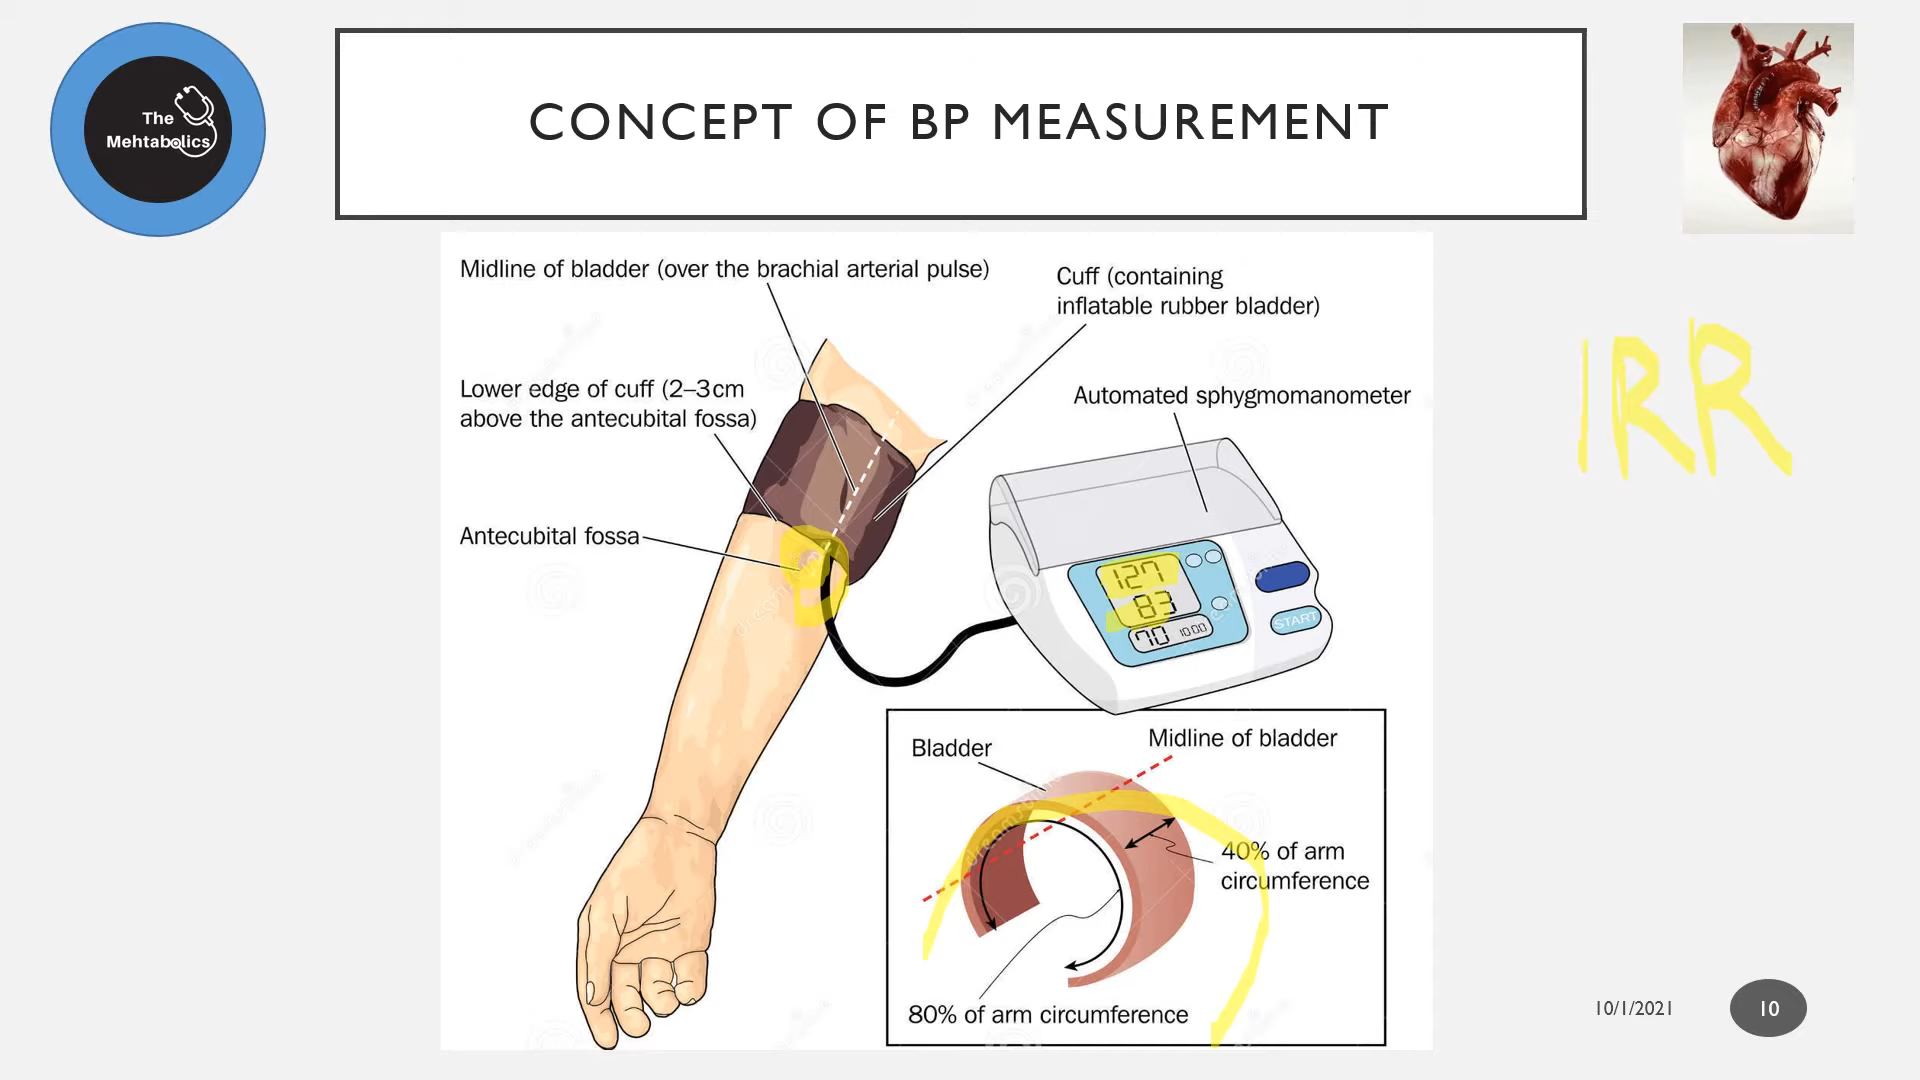 The
Mehtabolics
CONCEPT OF BP MEASUREMENT
Midline of bladder (over the brachial arterial pulse)
Cuff (containing
inflatable rubber bladder)
Lower edge of cuff (2–3cm
above the antecubital fossa)
Automated sphygmomanometer
Antecubital fossa
127
83
70 10:00
START
IRR
Bladder
Midline of bladder
40% of arm
circumference
80% of arm circumference
10/1/2021
10